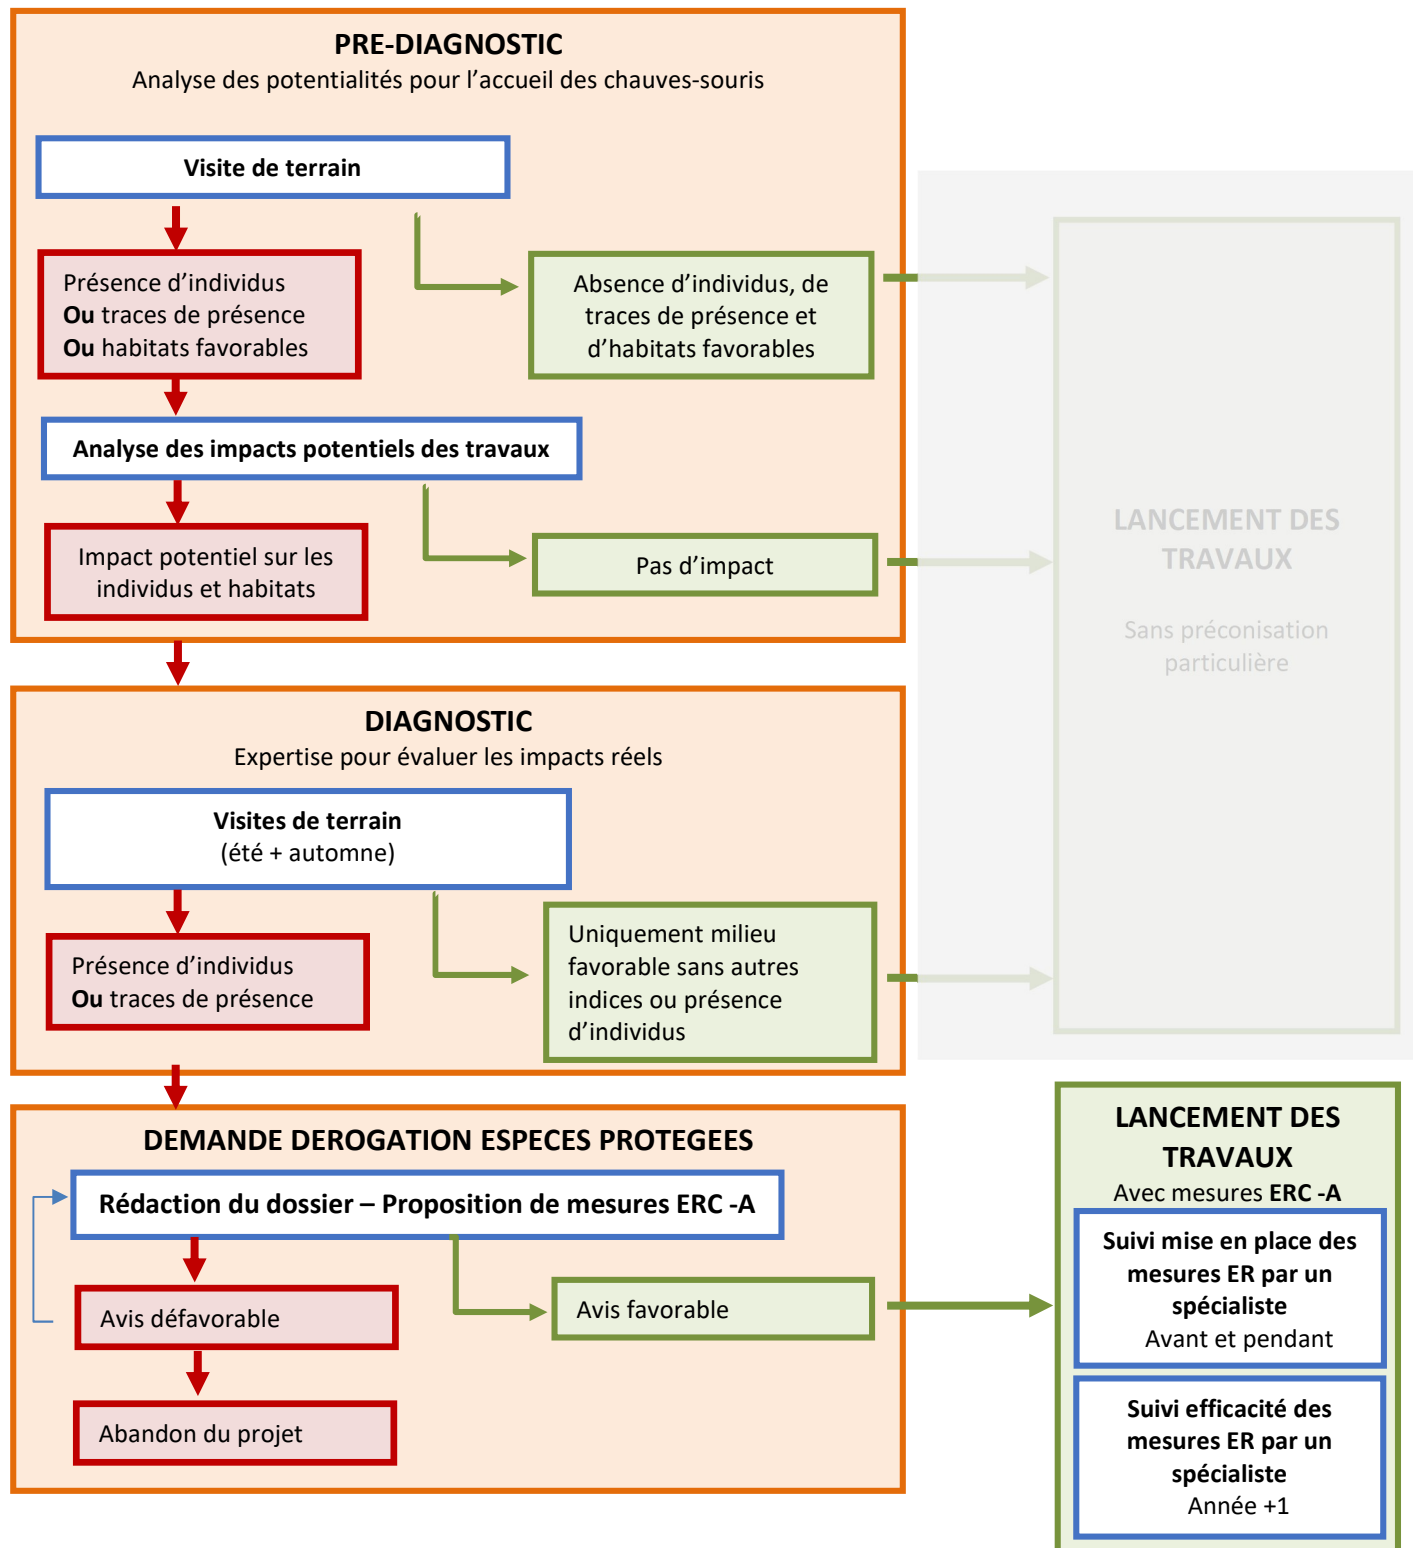 PRE-DIAGNOSTIC
Analyse des potentialités pour l’accueil des chauves-souris
Visite de terrain
Présence d’individus
Ou traces de présence
Ou habitats favorables
Absence d’individus, de
traces de présence et
d’habitats favorables
Analyse des impacts potentiels des travaux
Impact potentiel sur les
individus et habitats
Pas d’impact
LANCEMENT DES
TRAVAUX
Sans préconisation
particulière
DIAGNOSTIC
Expertise pour évaluer les impacts réels
Visites de terrain
(été + automne)
Présence d’individus
Ou traces de présence
Uniquement milieu
favorable sans autres
indices ou présence
d’individus
DEMANDE DEROGATION ESPECES PROTEGEES
Rédaction du dossier – Proposition de mesures ERC -A
Avis défavorable
Avis favorable
Abandon du projet
LANCEMENT DES
TRAVAUX
Avec mesures ERC -A
Suivi mise en place des
mesures ER par un
spécialiste
Avant et pendant
Suivi efficacité des
mesures ER par un
spécialiste
Année +1